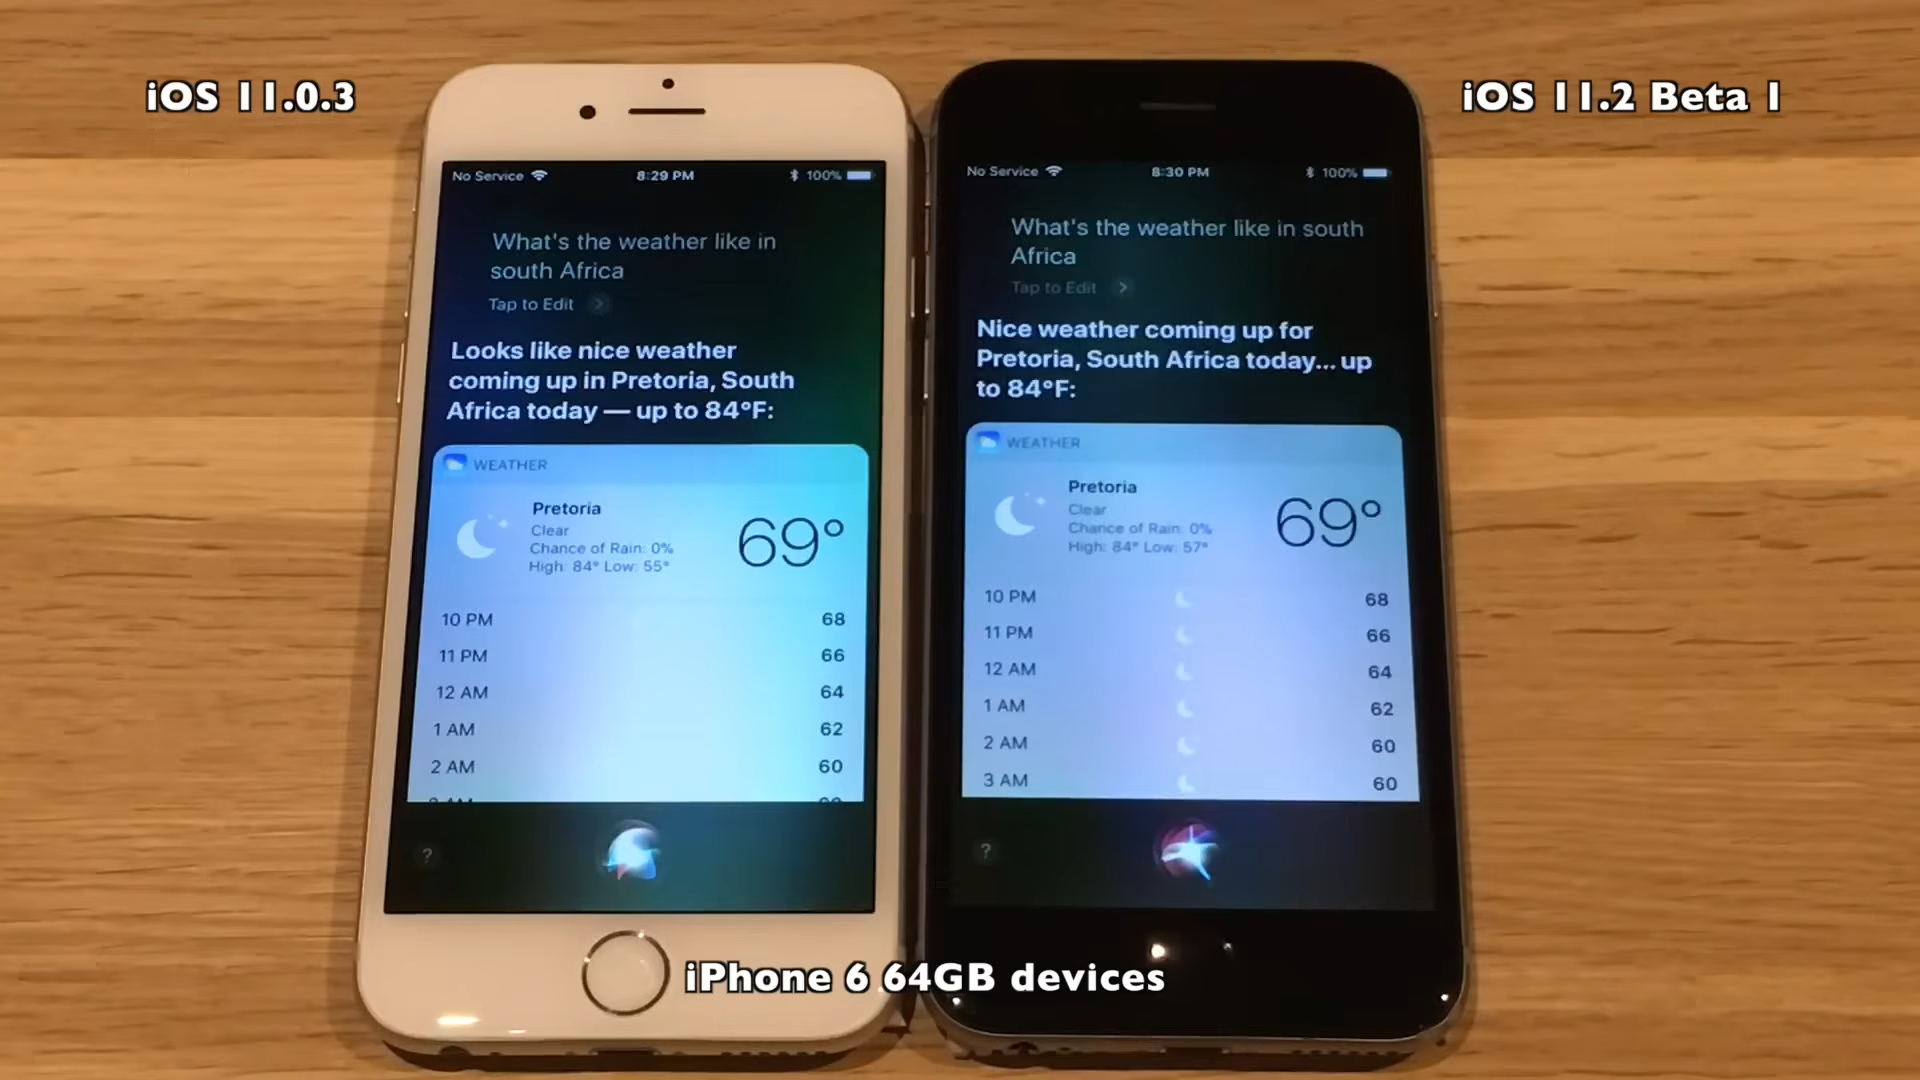 iOS 11.0.3
iOS 11.2 Beta 1
No Service 8:29 PM 100%
What's the weather like in
south Africa
Tap to Edit >
Looks like nice weather
coming up in Pretoria, South
Africa today — up to 84°F:
WEATHER
Pretoria
Clear
Chance of Rain: 0%
High: 84° Low: 55°
69°
10 PM 68
11 PM 66
12 AM 64
1 AM 62
2 AM 60
?
No Service 8:30 PM 100%
What's the weather like in south
Africa
Tap to Edit >
Nice weather coming up for
Pretoria, South Africa today... up
to 84°F:
WEATHER
Pretoria
Clear
Chance of Rain: 0%
High: 84° Low: 57°
69°
10 PM 68
11 PM 66
12 AM 64
1 AM 62
2 AM 60
3 AM 60
?
iPhone 6 64GB devices